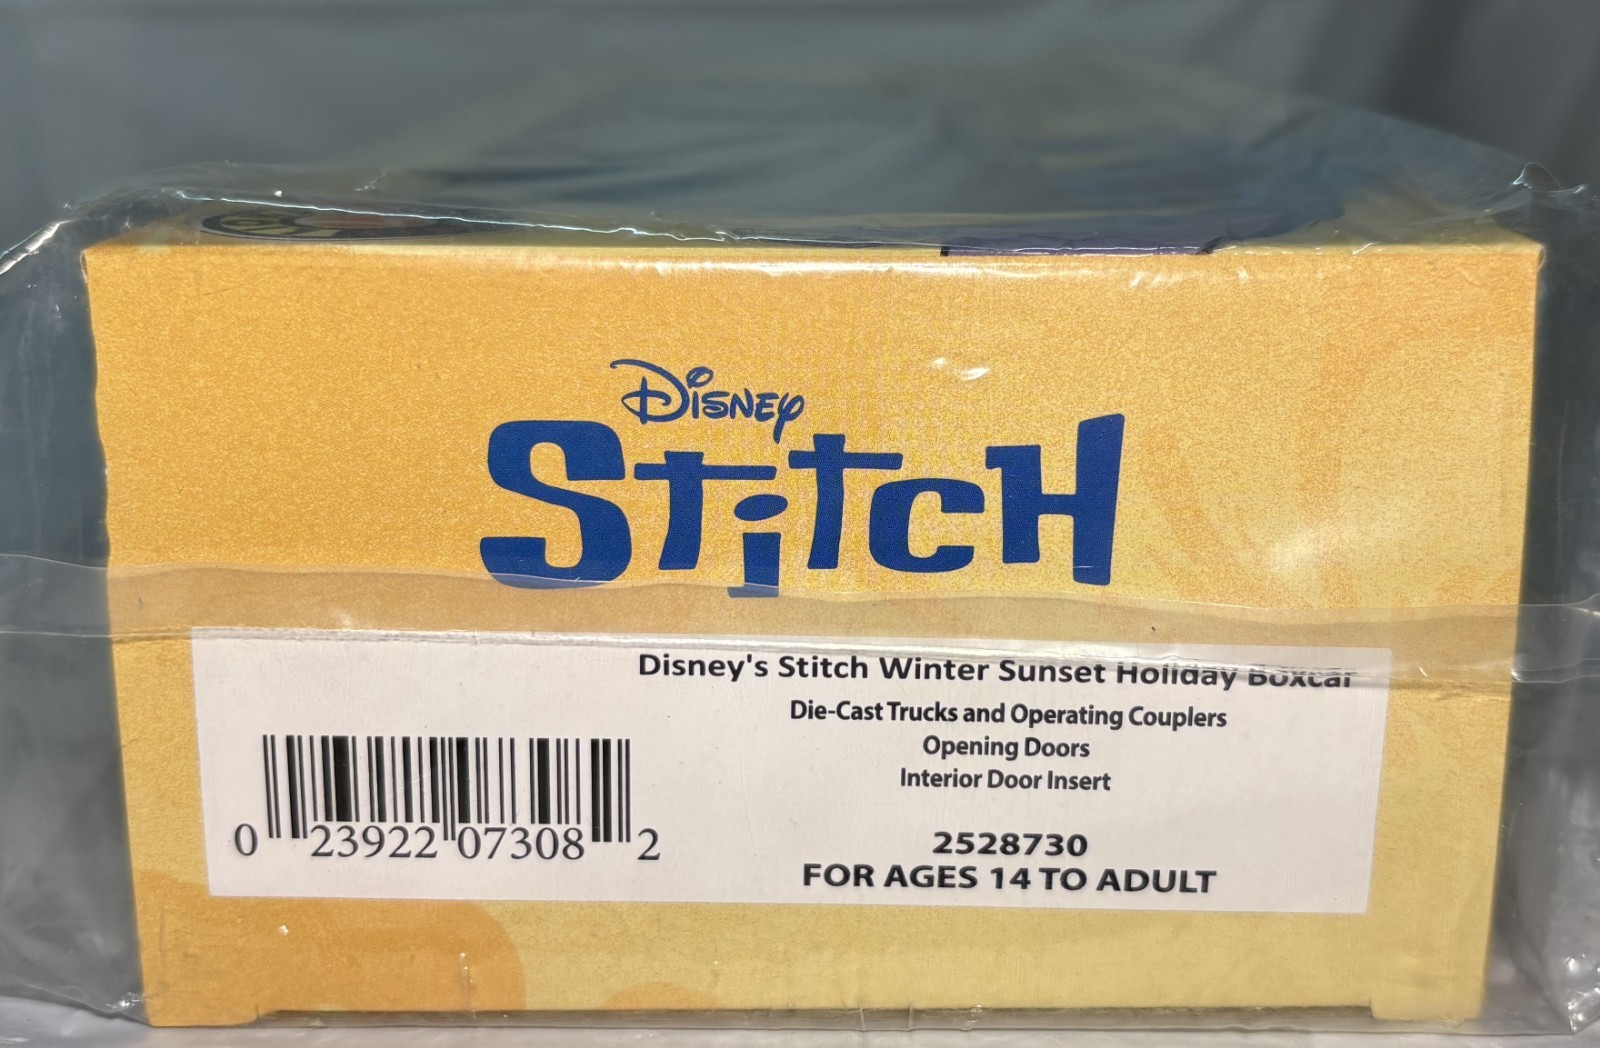 Disney
Stitch
Disney's Stitch Winter Sunset Holiday Boxcar
Die-Cast Trucks and Operating Couplers
Opening Doors
Interior Door Insert
0 23922 07308 2
2528730
FOR AGES 14 TO ADULT